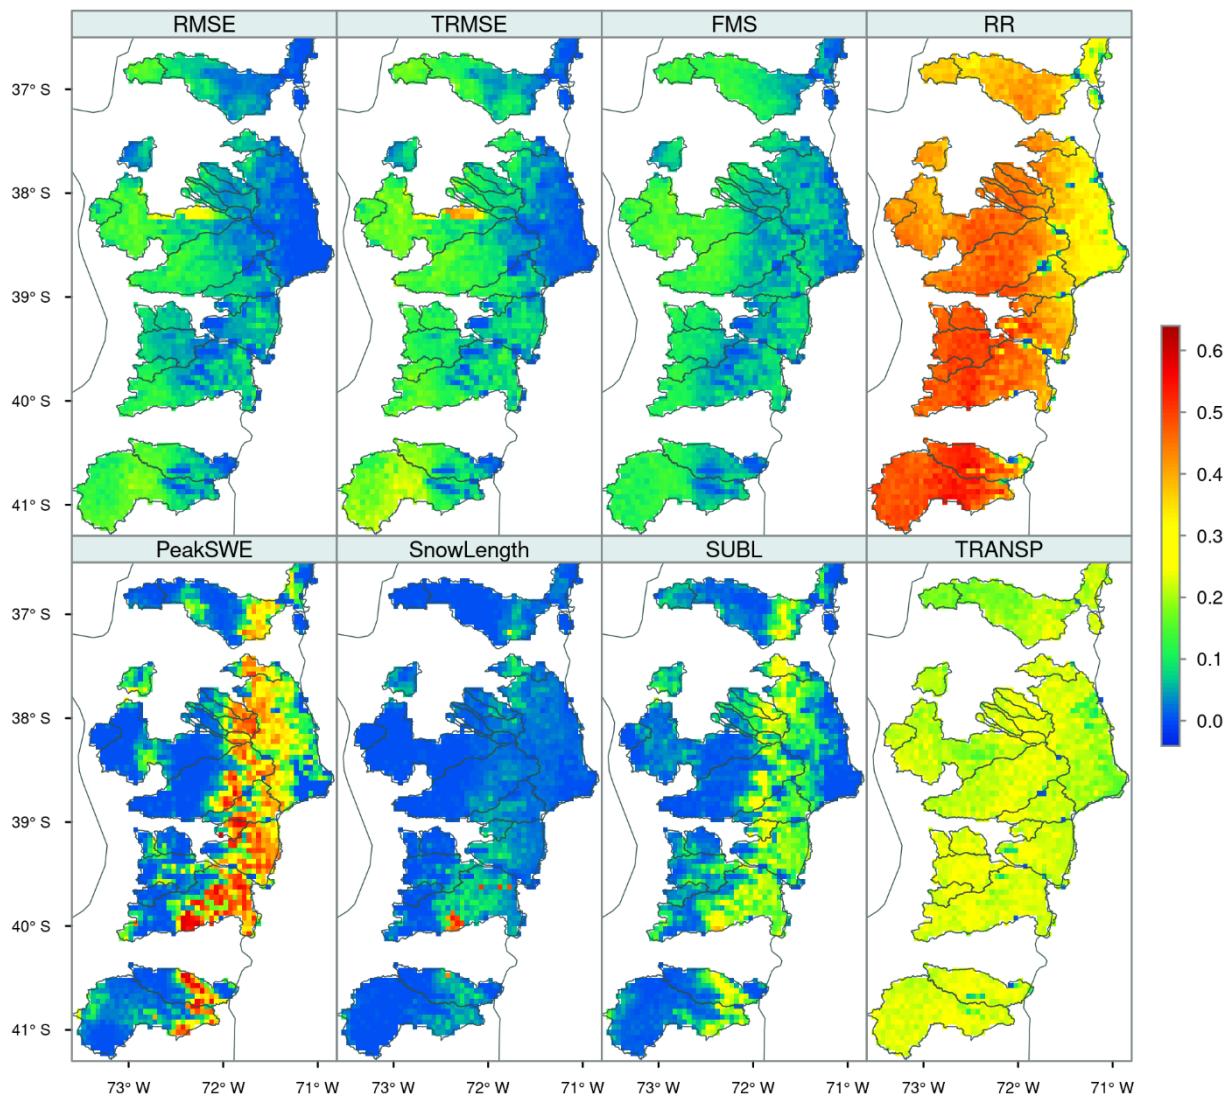 RMSE TRMSE FMS RR
37° S
38° S
39° S
40° S
41° S
0.6
0.5
0.4
0.3
0.2
0.1
0.0
PeakSWE SnowLength SUBL TRANSP
37° S
38° S
39° S
40° S
41° S
73° W 72° W 71° W 73° W 72° W 71° W 73° W 72° W 71° W 73° W 72° W 71° W